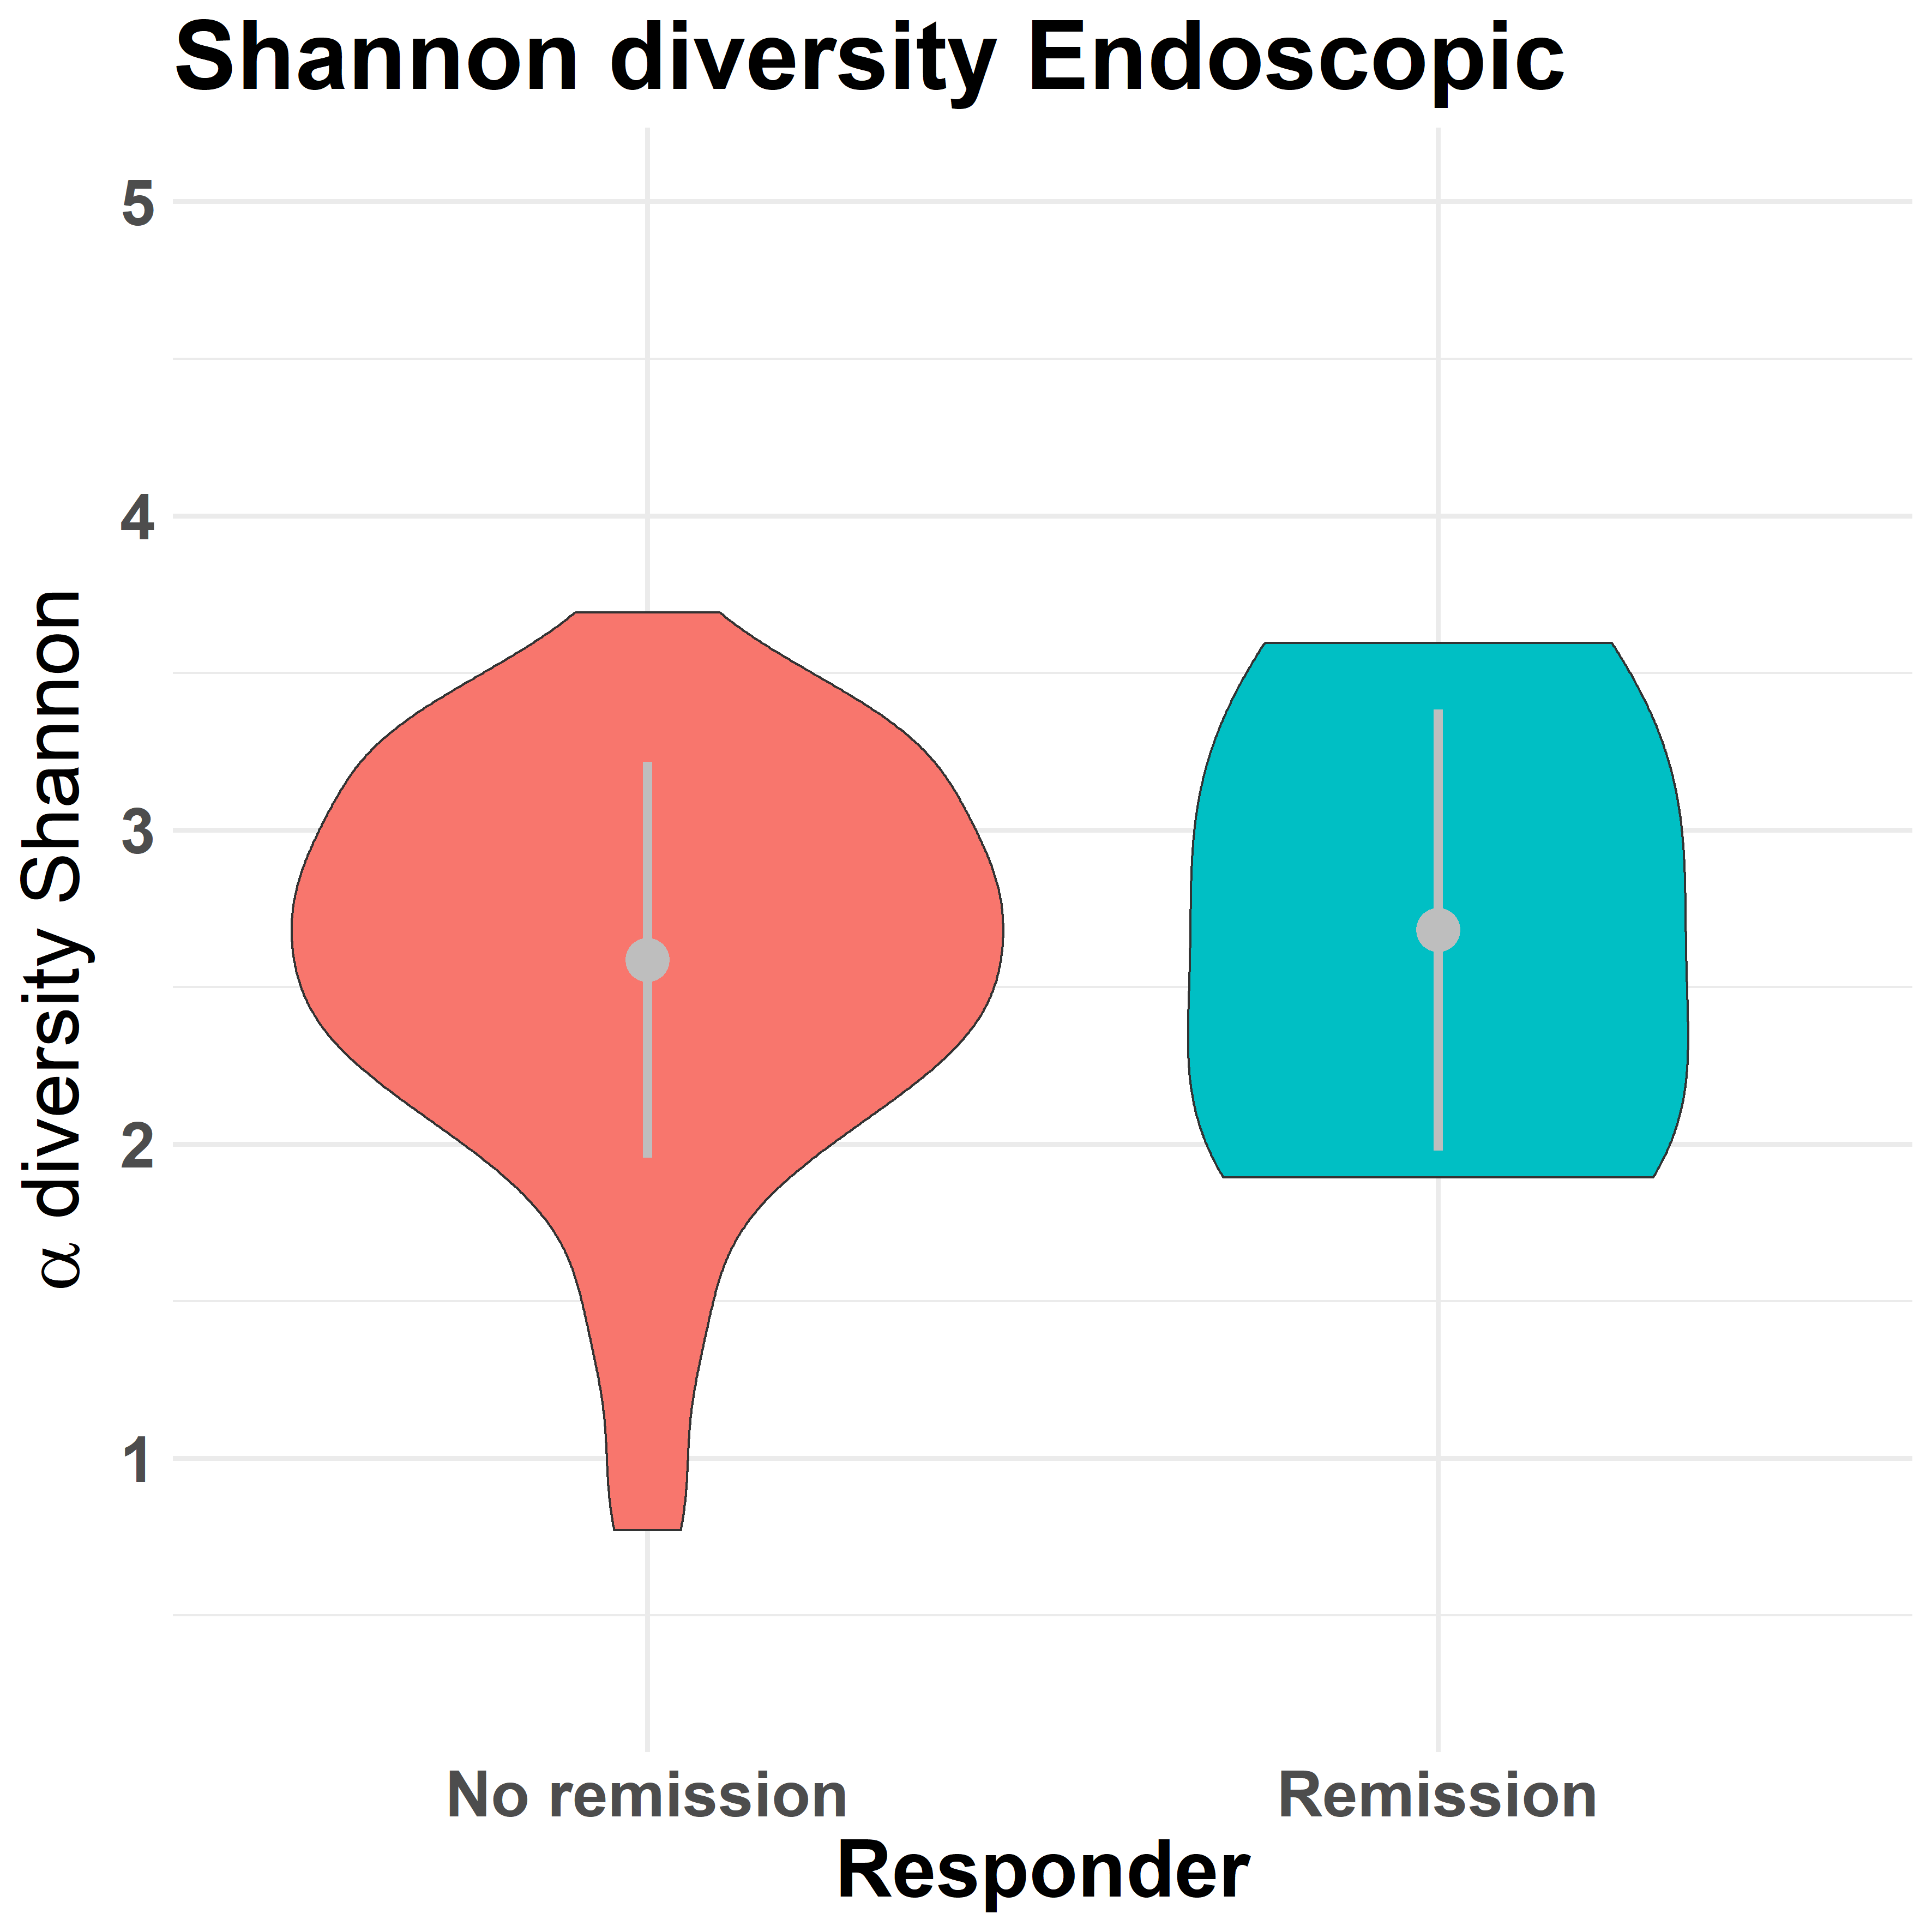 Shannon diversity Endoscopic
α diversity Shannon
5
4
3
2
1
No remission
Remission
Responder